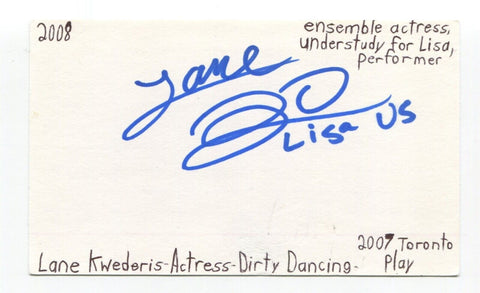 2008
ensemble actress,
understudy for Lisa,
performer
Lane
Lisa US
2007 Toronto
Lane Kwederis-Actress-Dirty Dancing- Play